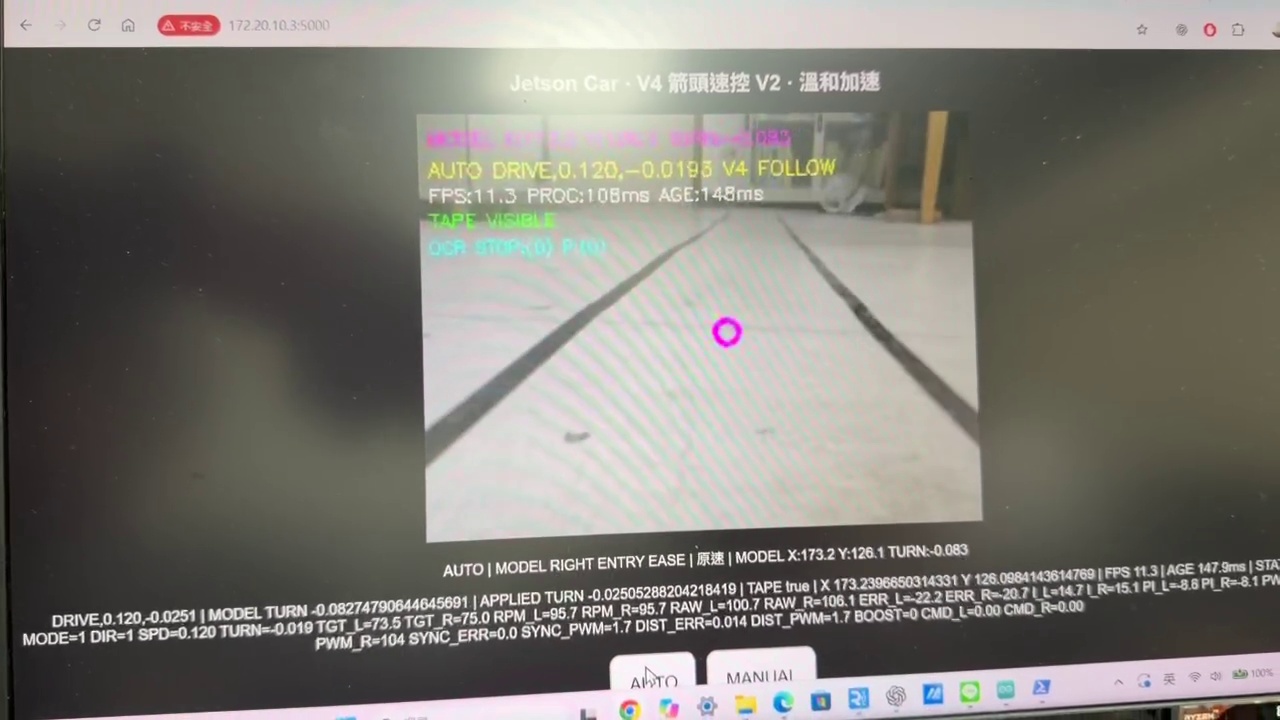 不安全 172.20.10.3:5000
Jetson Car · V4 箭頭速控 V2 · 溫和加速
AUTO DRIVE,0.120,-0.0193 V4 FOLLOW
FPS:11.3 PROC:108ms AGE:148ms
TAPE VISIBLE
OCR STOP:(0) P:(0)
AUTO | MODEL RIGHT ENTRY EASE | 原速 | MODEL X:173.2 Y:126.1 TURN:-0.083
DRIVE,0.120,-0.0251 | MODEL TURN -0.08274790644645691 | APPLIED TURN -0.02505288204218419 | TAPE true | X 173.2396650314331 Y 126.0984143614769 | FPS 11.3 | AGE 147.9ms |
MODE=1 DIR=1 SPD=0.120 TURN=-0.019 TGT_L=73.5 TGT_R=75.0 RPM_L=95.7 RPM_R=95.7 RAW_L=100.7 RAW_R=106.1 ERR_L=-22.2 ERR_R=-20.7 I_L=14.7 I_R=15.1 PI_L=-8.6 PI_R=-8.1
PWM_R=104 SYNC_ERR=0.0 SYNC_PWM=1.7 DIST_ERR=0.014 DIST_PWM=1.7 BOOST=0 CMD_L=0.00 CMD_R=0.00
AUTO MANUAL
英 100%